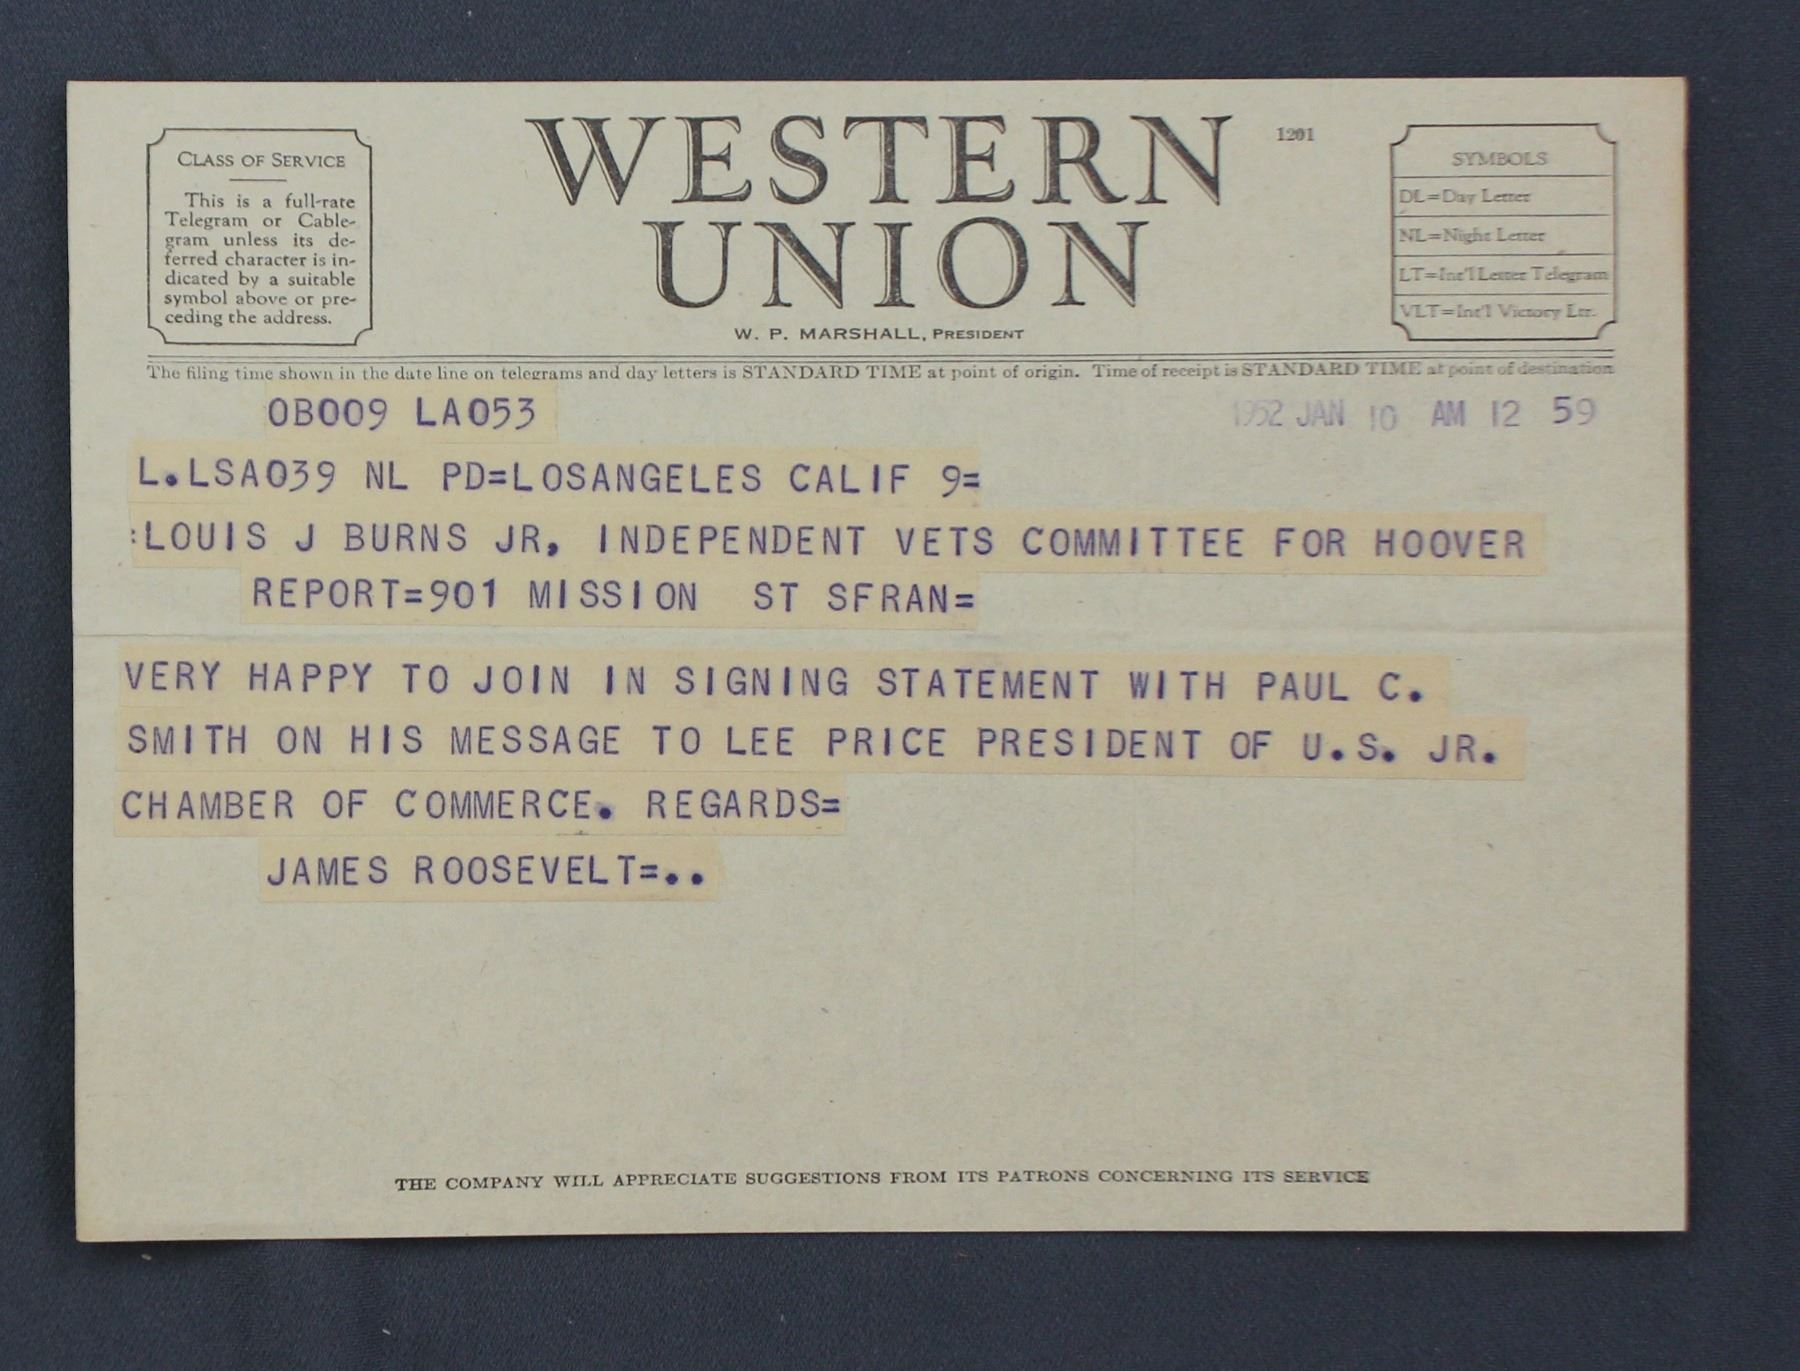 WESTERN
UNION
1201
W. P. MARSHALL, PRESIDENT
CLASS OF SERVICE
This is a full-rate
Telegram or Cable-
gram unless its de-
ferred character is in-
dicated by a suitable
symbol above or pre-
ceding the address.
SYMBOLS
DL=Day Letter
NL=Night Letter
LT=Int'l Letter Telegram
VLT=Int'l Victory Ltr.
The filing time shown in the date line on telegrams and day letters is STANDARD TIME at point of origin. Time of receipt is STANDARD TIME at point of destination
OB009 LA053
1952 JAN 10 AM 12 59
L.LSA039 NL PD=LOSANGELES CALIF 9=
:LOUIS J BURNS JR, INDEPENDENT VETS COMMITTEE FOR HOOVER
REPORT=901 MISSION ST SFRAN=
VERY HAPPY TO JOIN IN SIGNING STATEMENT WITH PAUL C.
SMITH ON HIS MESSAGE TO LEE PRICE PRESIDENT OF U.S. JR.
CHAMBER OF COMMERCE. REGARDS=
JAMES ROOSEVELT=..
THE COMPANY WILL APPRECIATE SUGGESTIONS FROM ITS PATRONS CONCERNING ITS SERVICE